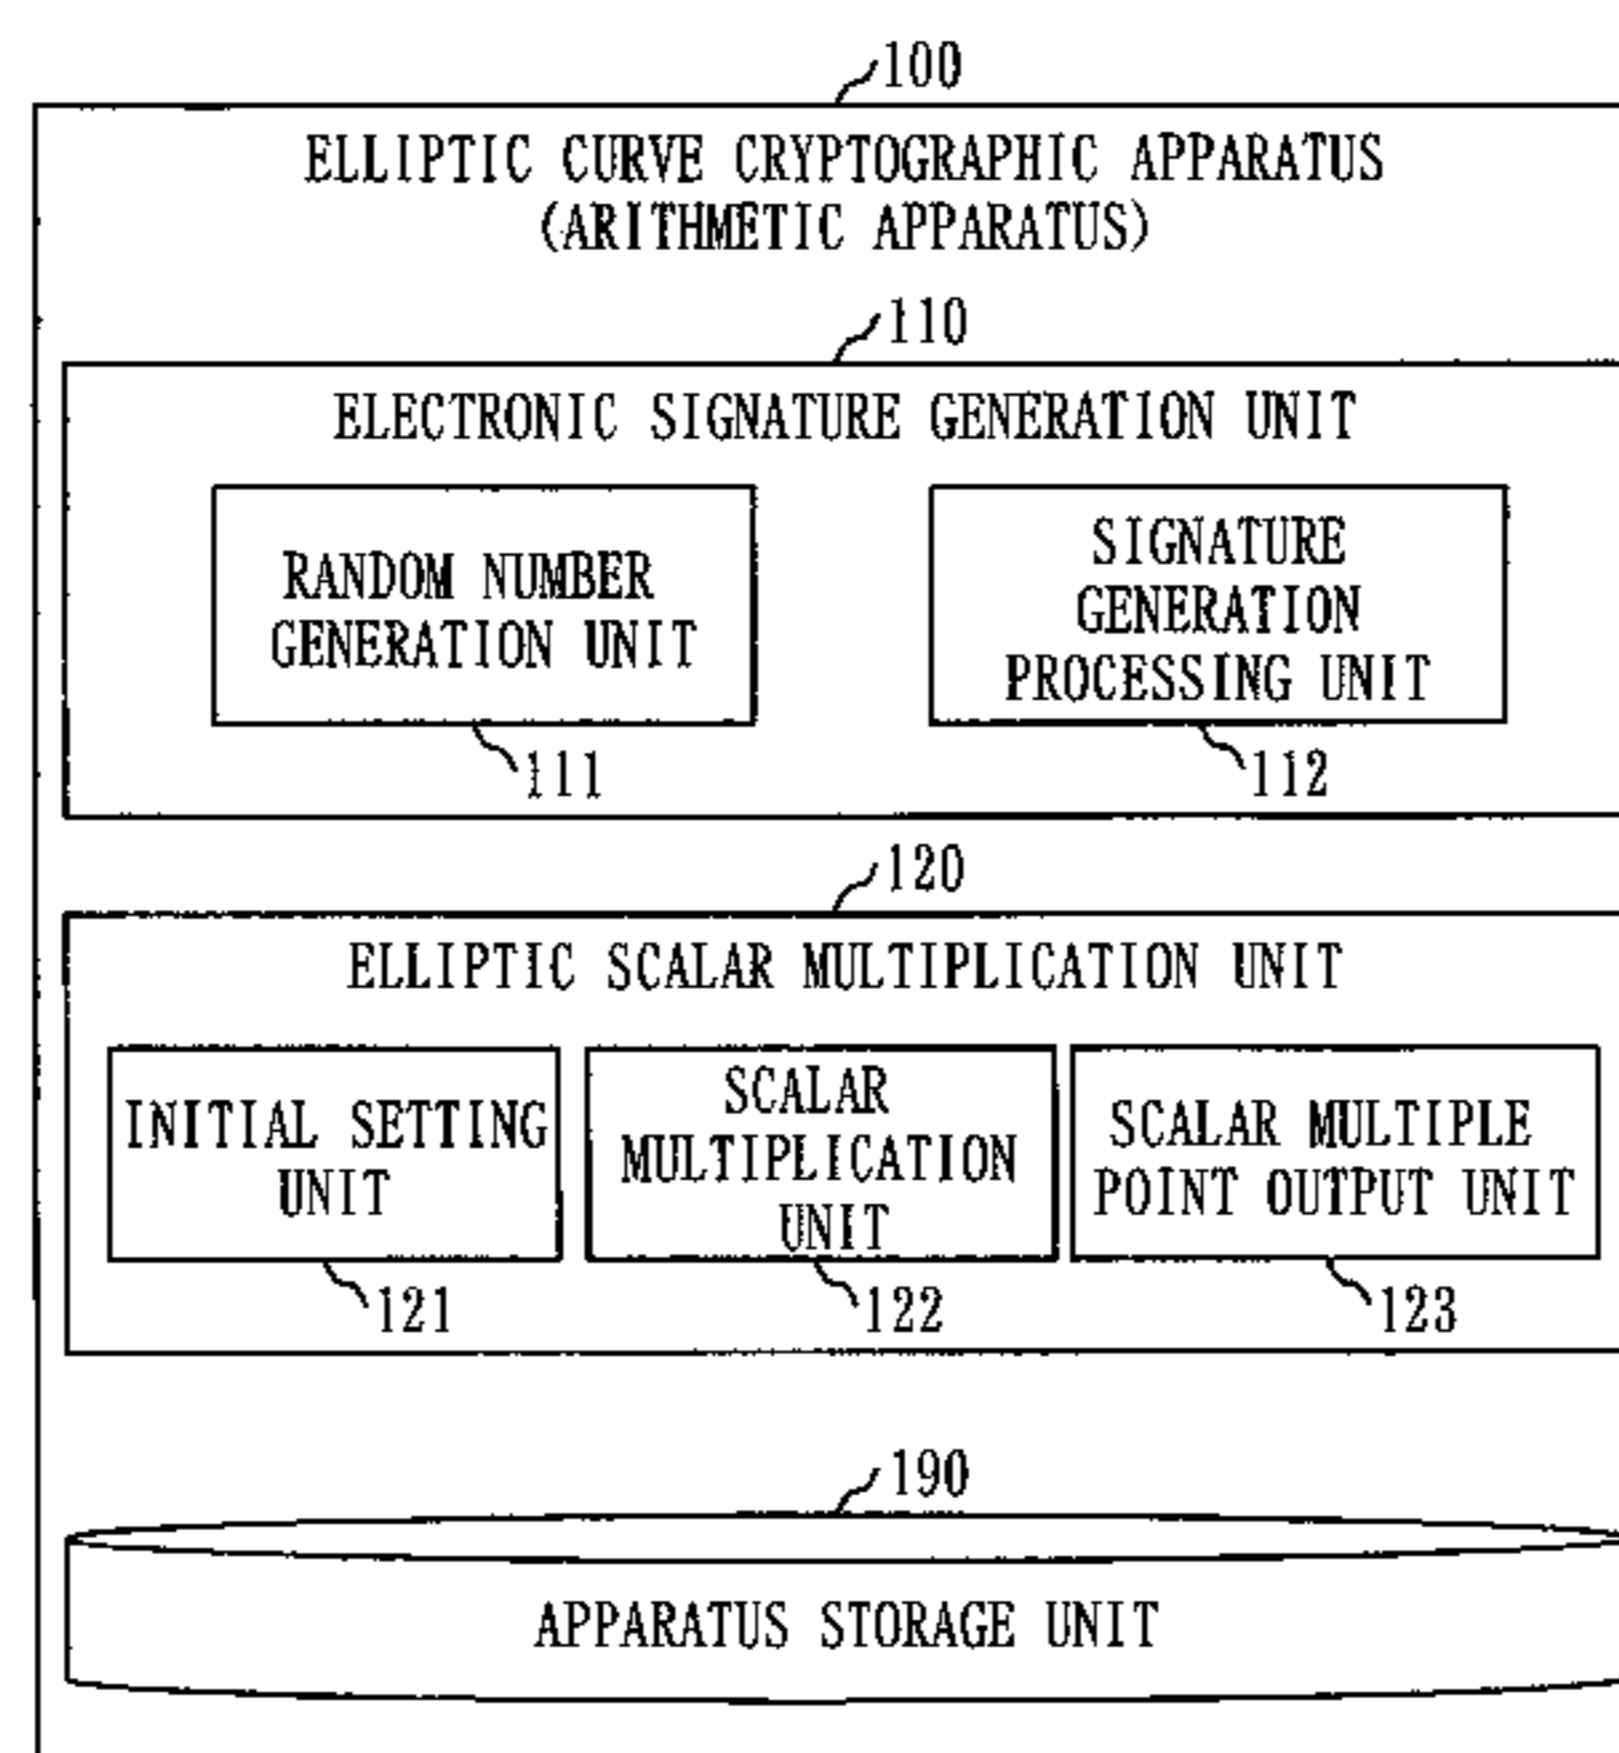 100
ELLIPTIC CURVE CRYPTOGRAPHIC APPARATUS
(ARITHMETIC APPARATUS)
110
ELECTRONIC SIGNATURE GENERATION UNIT
RANDOM NUMBER
GENERATION UNIT
111
SIGNATURE
GENERATION
PROCESSING UNIT
112
120
ELLIPTIC SCALAR MULTIPLICATION UNIT
INITIAL SETTING
UNIT
121
SCALAR
MULTIPLICATION
UNIT
122
SCALAR MULTIPLE
POINT OUTPUT UNIT
123
190
APPARATUS STORAGE UNIT